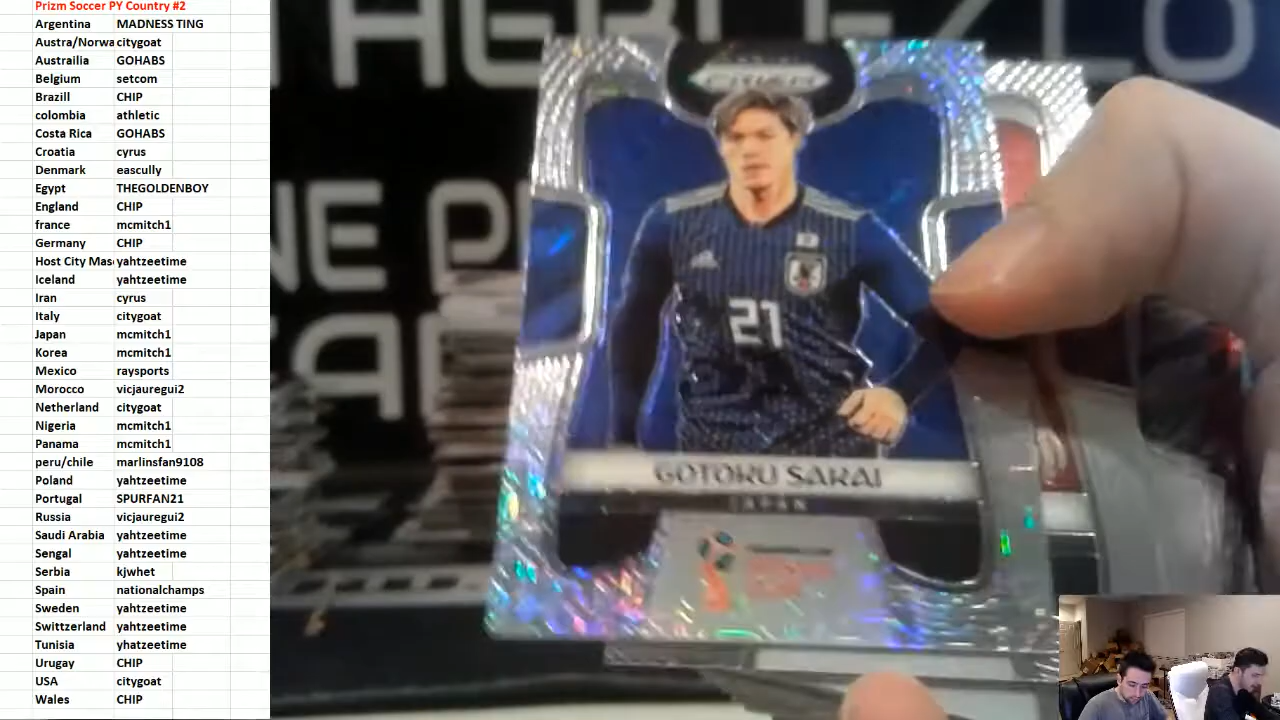 Prizm Soccer PY Country #2
Argentina MADNESS TING
Austra/Norwa citygoat
Austrailia GOHABS
Belgium setcom
Brazill CHIP
colombia athletic
Costa Rica GOHABS
Croatia cyrus
Denmark eascully
Egypt THEGOLDENBOY
England CHIP
france mcmitch1
Germany CHIP
Host City Mas yahtzeetime
Iceland yahtzeetime
Iran cyrus
Italy citygoat
Japan mcmitch1
Korea mcmitch1
Mexico raysports
Morocco vicjauregui2
Netherland citygoat
Nigeria mcmitch1
Panama mcmitch1
peru/chile marlinsfan9108
Poland yahtzeetime
Portugal SPURFAN21
Russia vicjauregui2
Saudi Arabia yahtzeetime
Sengal yahtzeetime
Serbia kjwhet
Spain nationalchamps
Sweden yahtzeetime
Swittzerland yahtzeetime
Tunisia yhatzeetime
Urugay CHIP
USA citygoat
Wales CHIP
PRIZM
21
GOTOKU SAKAI
JAPAN